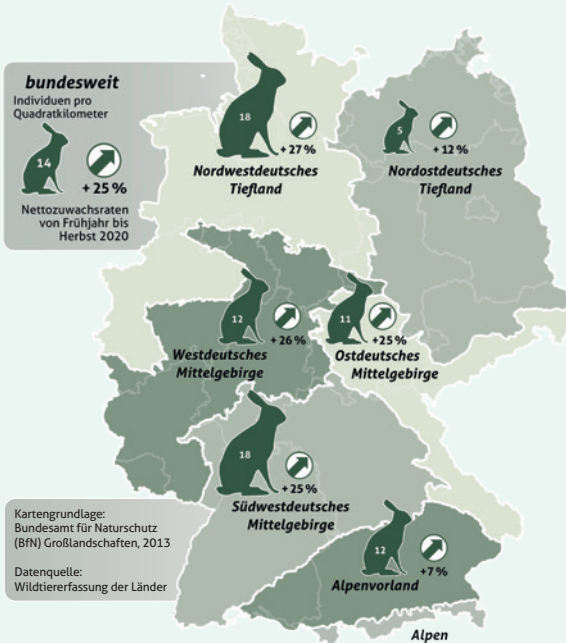 bundesweit
Individuen pro
Quadratkilometer
14
+ 25 %
Nettozuwachsraten
von Frühjahr bis
Herbst 2020
18
+ 27 %
Nordwestdeutsches
Tiefland
5
+ 12 %
Nordostdeutsches
Tiefland
12
+ 26 %
Westdeutsches
Mittelgebirge
11
+ 25 %
Ostdeutsches
Mittelgebirge
18
+ 25 %
Südwestdeutsches
Mittelgebirge
12
+7 %
Alpenvorland
Alpen
Kartengrundlage:
Bundesamt für Naturschutz
(BfN) Großlandschaften, 2013
Datenquelle:
Wildtiererfassung der Länder